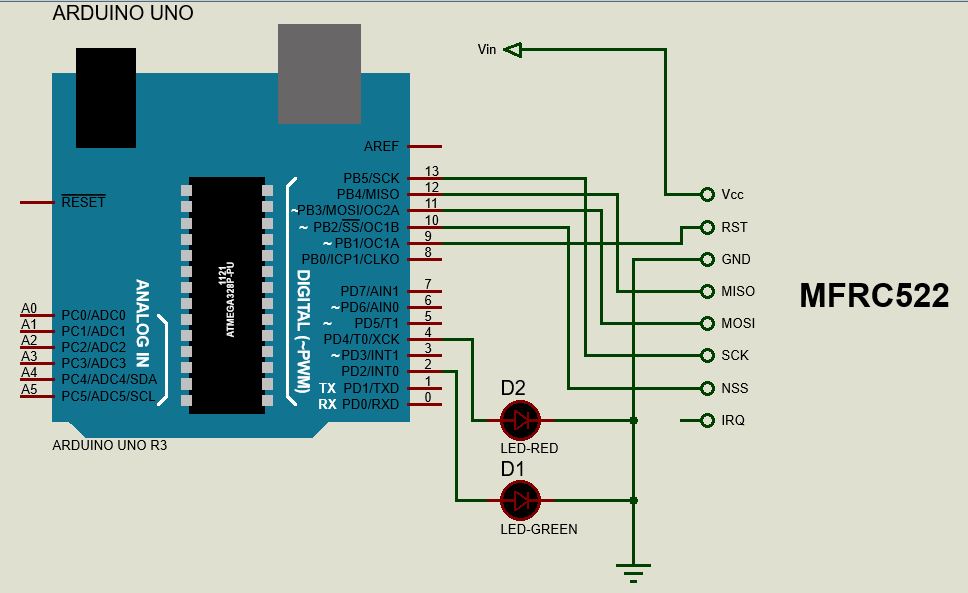 ARDUINO UNO
Vin
AREF
13
PB5/SCK
12
PB4/MISO
11
~PB3/MOSI/OC2A
10
~ PB2/SS/OC1B
9
~ PB1/OC1A
8
PB0/ICP1/CLKO
RESET
7
PD7/AIN1
6
~PD6/AIN0
5
~ PD5/T1
4
PD4/T0/XCK
3
~PD3/INT1
2
PD2/INT0
1
TX PD1/TXD
0
RX PD0/RXD
DIGITAL (~PWM)
1121
ATMEGA328P-PU
ANALOG IN
A0
PC0/ADC0
A1
PC1/ADC1
A2
PC2/ADC2
A3
PC3/ADC3
A4
PC4/ADC4/SDA
A5
PC5/ADC5/SCL
ARDUINO UNO R3
Vcc
RST
GND
MISO
MOSI
SCK
NSS
IRQ
MFRC522
D2
LED-RED
D1
LED-GREEN